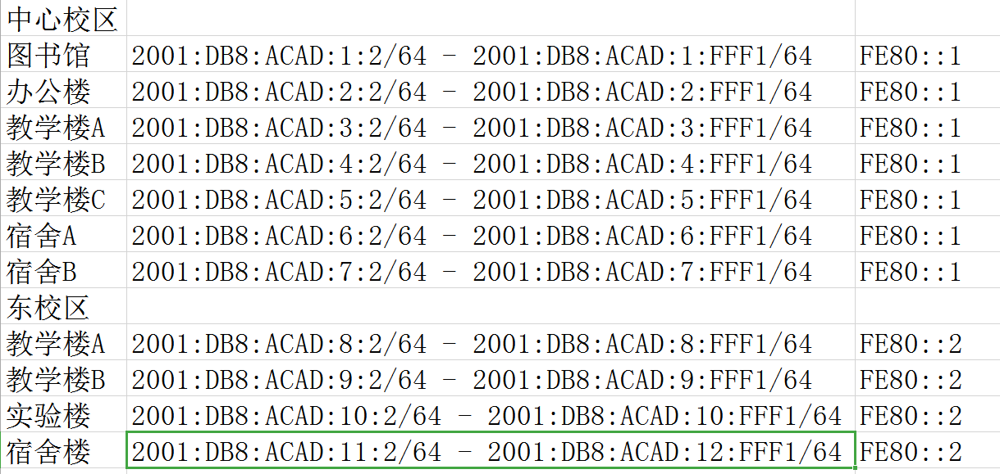 中心校区
图书馆 2001:DB8:ACAD:1:2/64 - 2001:DB8:ACAD:1:FFF1/64 FE80::1
办公楼 2001:DB8:ACAD:2:2/64 - 2001:DB8:ACAD:2:FFF1/64 FE80::1
教学楼A 2001:DB8:ACAD:3:2/64 - 2001:DB8:ACAD:3:FFF1/64 FE80::1
教学楼B 2001:DB8:ACAD:4:2/64 - 2001:DB8:ACAD:4:FFF1/64 FE80::1
教学楼C 2001:DB8:ACAD:5:2/64 - 2001:DB8:ACAD:5:FFF1/64 FE80::1
宿舍A 2001:DB8:ACAD:6:2/64 - 2001:DB8:ACAD:6:FFF1/64 FE80::1
宿舍B 2001:DB8:ACAD:7:2/64 - 2001:DB8:ACAD:7:FFF1/64 FE80::1
东校区
教学楼A 2001:DB8:ACAD:8:2/64 - 2001:DB8:ACAD:8:FFF1/64 FE80::2
教学楼B 2001:DB8:ACAD:9:2/64 - 2001:DB8:ACAD:9:FFF1/64 FE80::2
实验楼 2001:DB8:ACAD:10:2/64 - 2001:DB8:ACAD:10:FFF1/64 FE80::2
宿舍楼 2001:DB8:ACAD:11:2/64 - 2001:DB8:ACAD:12:FFF1/64 FE80::2